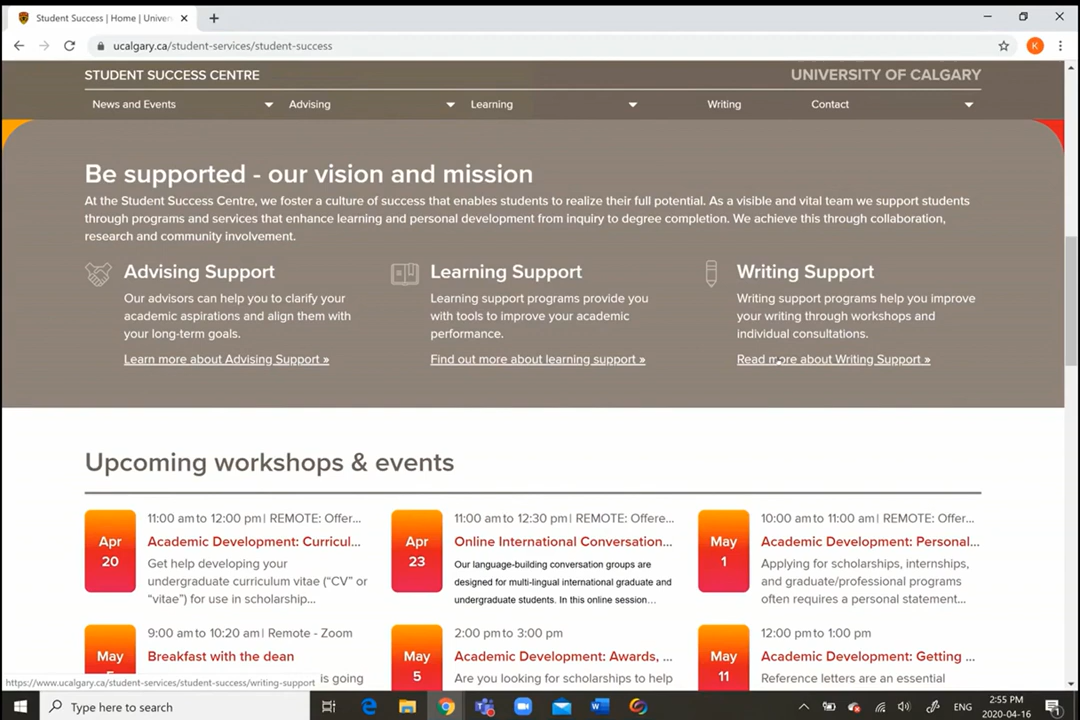 Student Success | Home | Univer
ucalgary.ca/student-services/student-success
K
STUDENT SUCCESS CENTRE
UNIVERSITY OF CALGARY
News and Events Advising Learning Writing Contact
Be supported - our vision and mission
At the Student Success Centre, we foster a culture of success that enables students to realize their full potential. As a visible and vital team we support students
through programs and services that enhance learning and personal development from inquiry to degree completion. We achieve this through collaboration,
research and community involvement.
Advising Support
Our advisors can help you to clarify your
academic aspirations and align them with
your long-term goals.
Learn more about Advising Support »
Learning Support
Learning support programs provide you
with tools to improve your academic
performance.
Find out more about learning support »
Writing Support
Writing support programs help you improve
your writing through workshops and
individual consultations.
Read more about Writing Support »
Upcoming workshops & events
Apr
20
11:00 am to 12:00 pm | REMOTE: Offer...
Academic Development: Curricul...
Get help developing your
undergraduate curriculum vitae (“CV” or
“vitae”) for use in scholarship...
Apr
23
11:00 am to 12:30 pm | REMOTE: Offere...
Online International Conversation...
Our language-building conversation groups are
designed for multi-lingual international graduate and
undergraduate students. In this online session...
May
1
10:00 am to 11:00 am | REMOTE: Offer...
Academic Development: Personal...
Applying for scholarships, internships,
and graduate/professional programs
often requires a personal statement...
May
9:00 am to 10:20 am | Remote - Zoom
Breakfast with the dean
is going
May
5
2:00 pm to 3:00 pm
Academic Development: Awards, ...
Are you looking for scholarships to help
May
11
12:00 pm to 1:00 pm
Academic Development: Getting ...
Reference letters are an essential
https://www.ucalgary.ca/student-services/student-success/writing-support
Type here to search
ENG
2:55 PM
2020-04-16
1